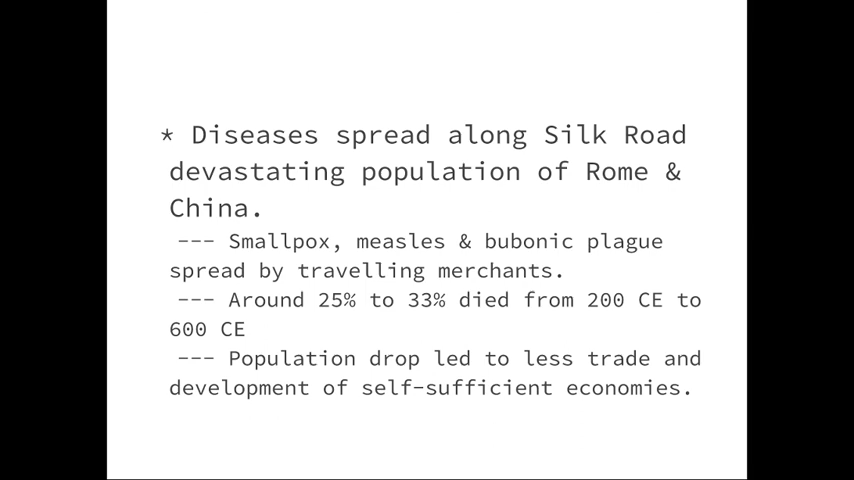 * Diseases spread along Silk Road
devastating population of Rome &
China.
--- Smallpox, measles & bubonic plague
spread by travelling merchants.
--- Around 25% to 33% died from 200 CE to
600 CE
--- Population drop led to less trade and
development of self-sufficient economies.